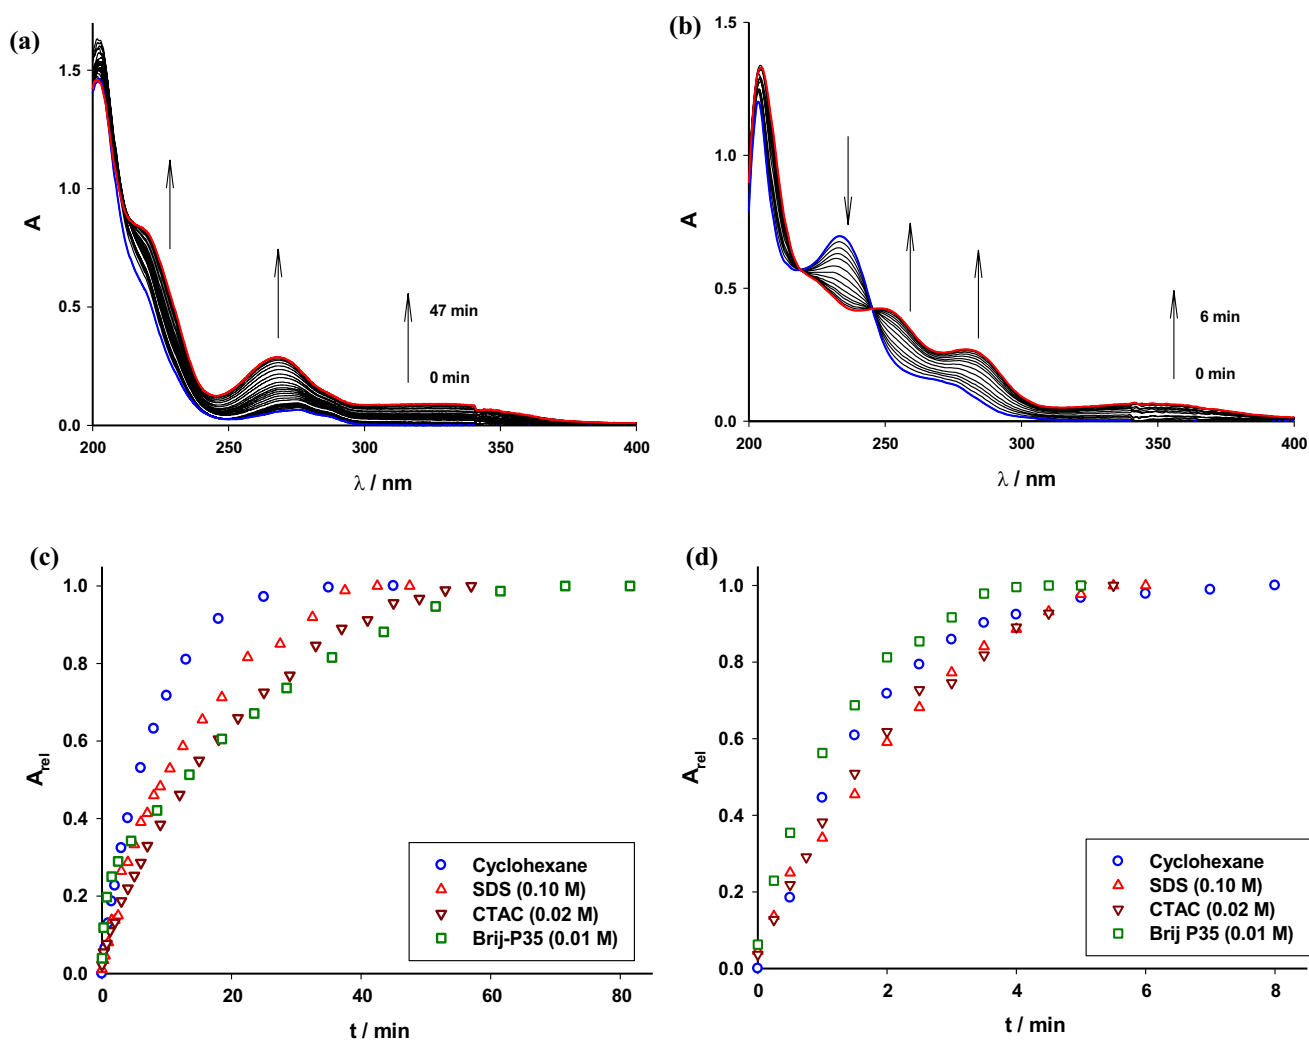 (a)
1.5
1.0
0.5
0.0
A
47 min
0 min
200
250
300
350
400
λ / nm
(b)
1.5
1.0
0.5
0.0
A
6 min
0 min
200
250
300
350
400
λ / nm
(c)
1.0
0.8
0.6
0.4
0.2
0.0
Arel
Cyclohexane
SDS (0.10 M)
CTAC (0.02 M)
Brij-P35 (0.01 M)
0
20
40
60
80
t / min
(d)
1.0
0.8
0.6
0.4
0.2
0.0
Arel
Cyclohexane
SDS (0.10 M)
CTAC (0.02 M)
Brij P35 (0.01 M)
0
2
4
6
8
t / min